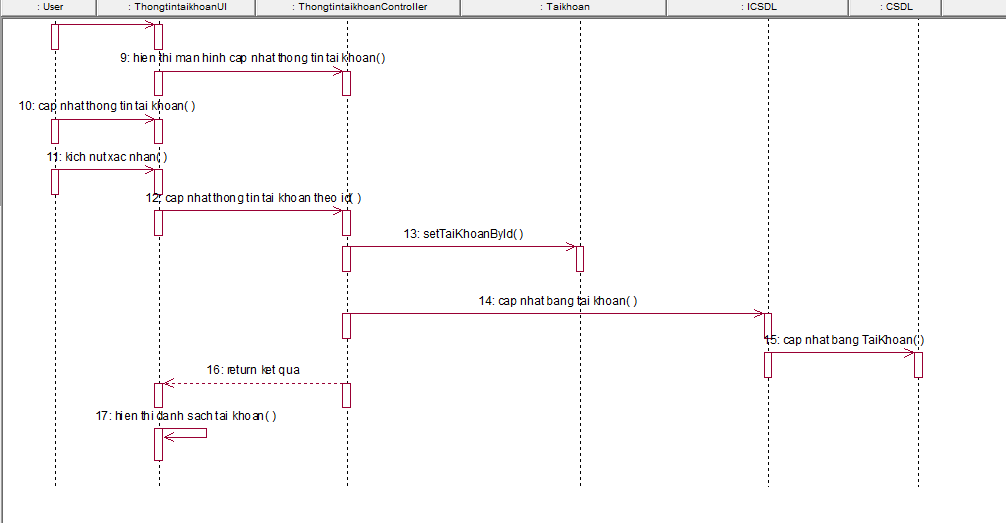 : User
: ThongtintaikhoanUI
: ThongtintaikhoanController
: Taikhoan
: ICSDL
: CSDL
9: hien thi man hinh cap nhat thong tin tai khoan( )
10: cap nhat thong tin tai khoan( )
11: kich nut xac nhan( )
12: cap nhat thong tin tai khoan theo id( )
13: setTaiKhoanById( )
14: cap nhat bang tai khoan( )
15: cap nhat bang TaiKhoan( )
16: return ket qua
17: hien thi danh sach tai khoan( )